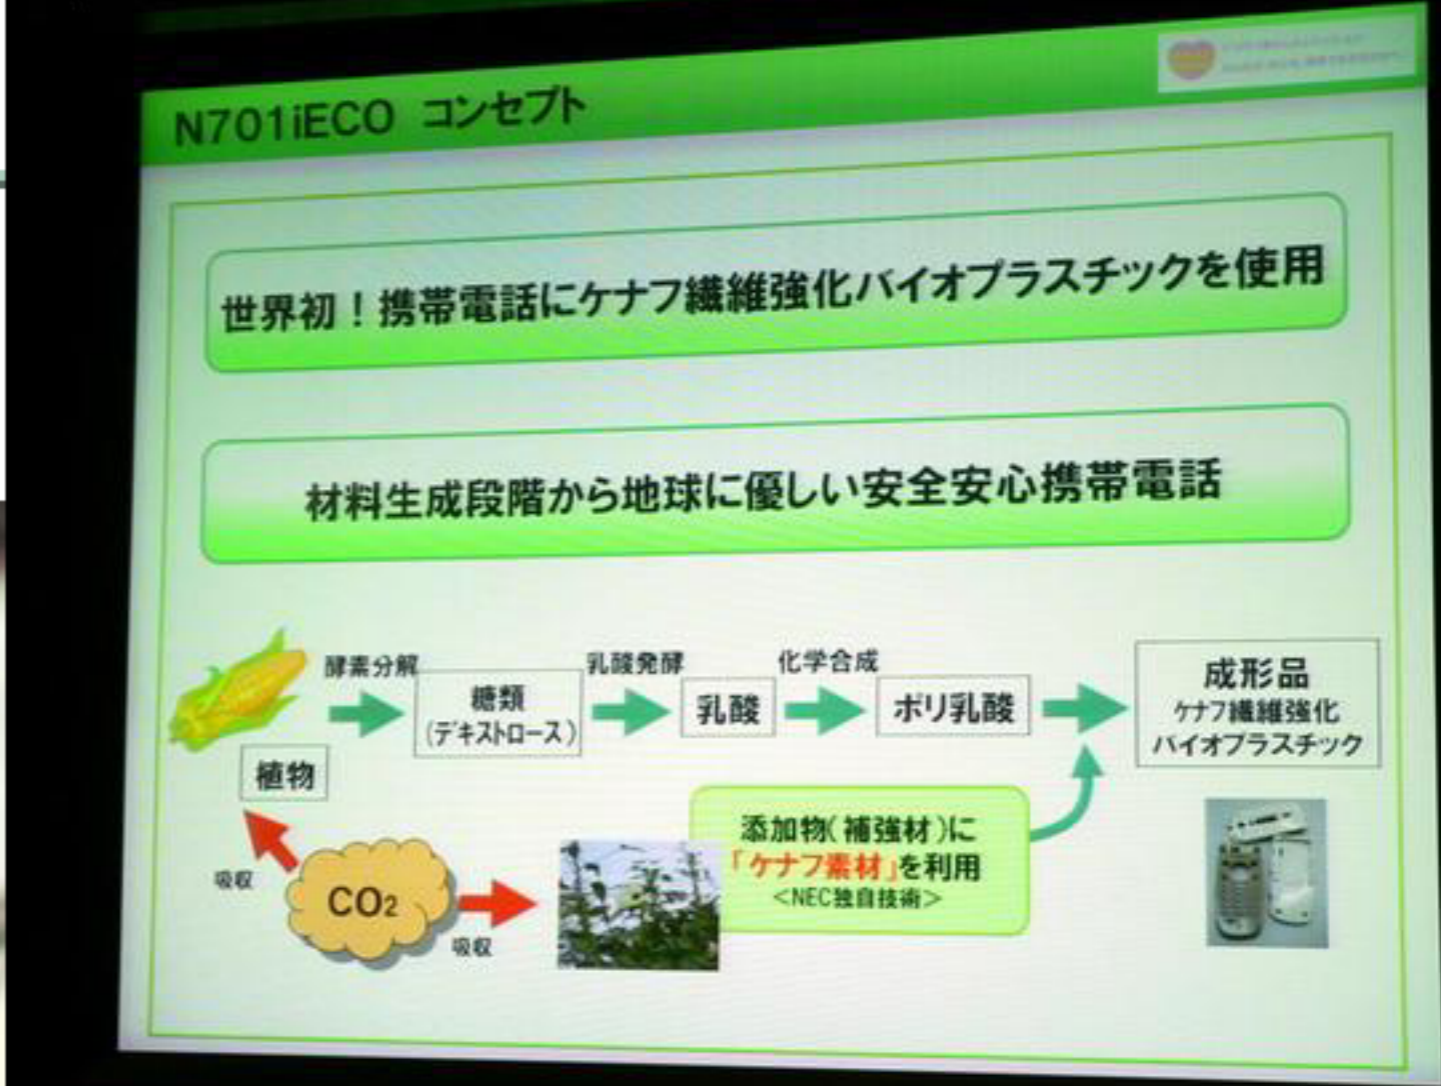 N701iECO コンセプト
世界初！携帯電話にケナフ繊維強化バイオプラスチックを使用
材料生成段階から地球に優しい安全安心携帯電話
酵素分解
糖類
(デキストロース)
乳酸発酵
乳酸
化学合成
ポリ乳酸
成形品
ケナフ繊維強化
バイオプラスチック
植物
吸収
CO2
吸収
添加物(補強材)に
「ケナフ素材」を利用
<NEC独自技術>